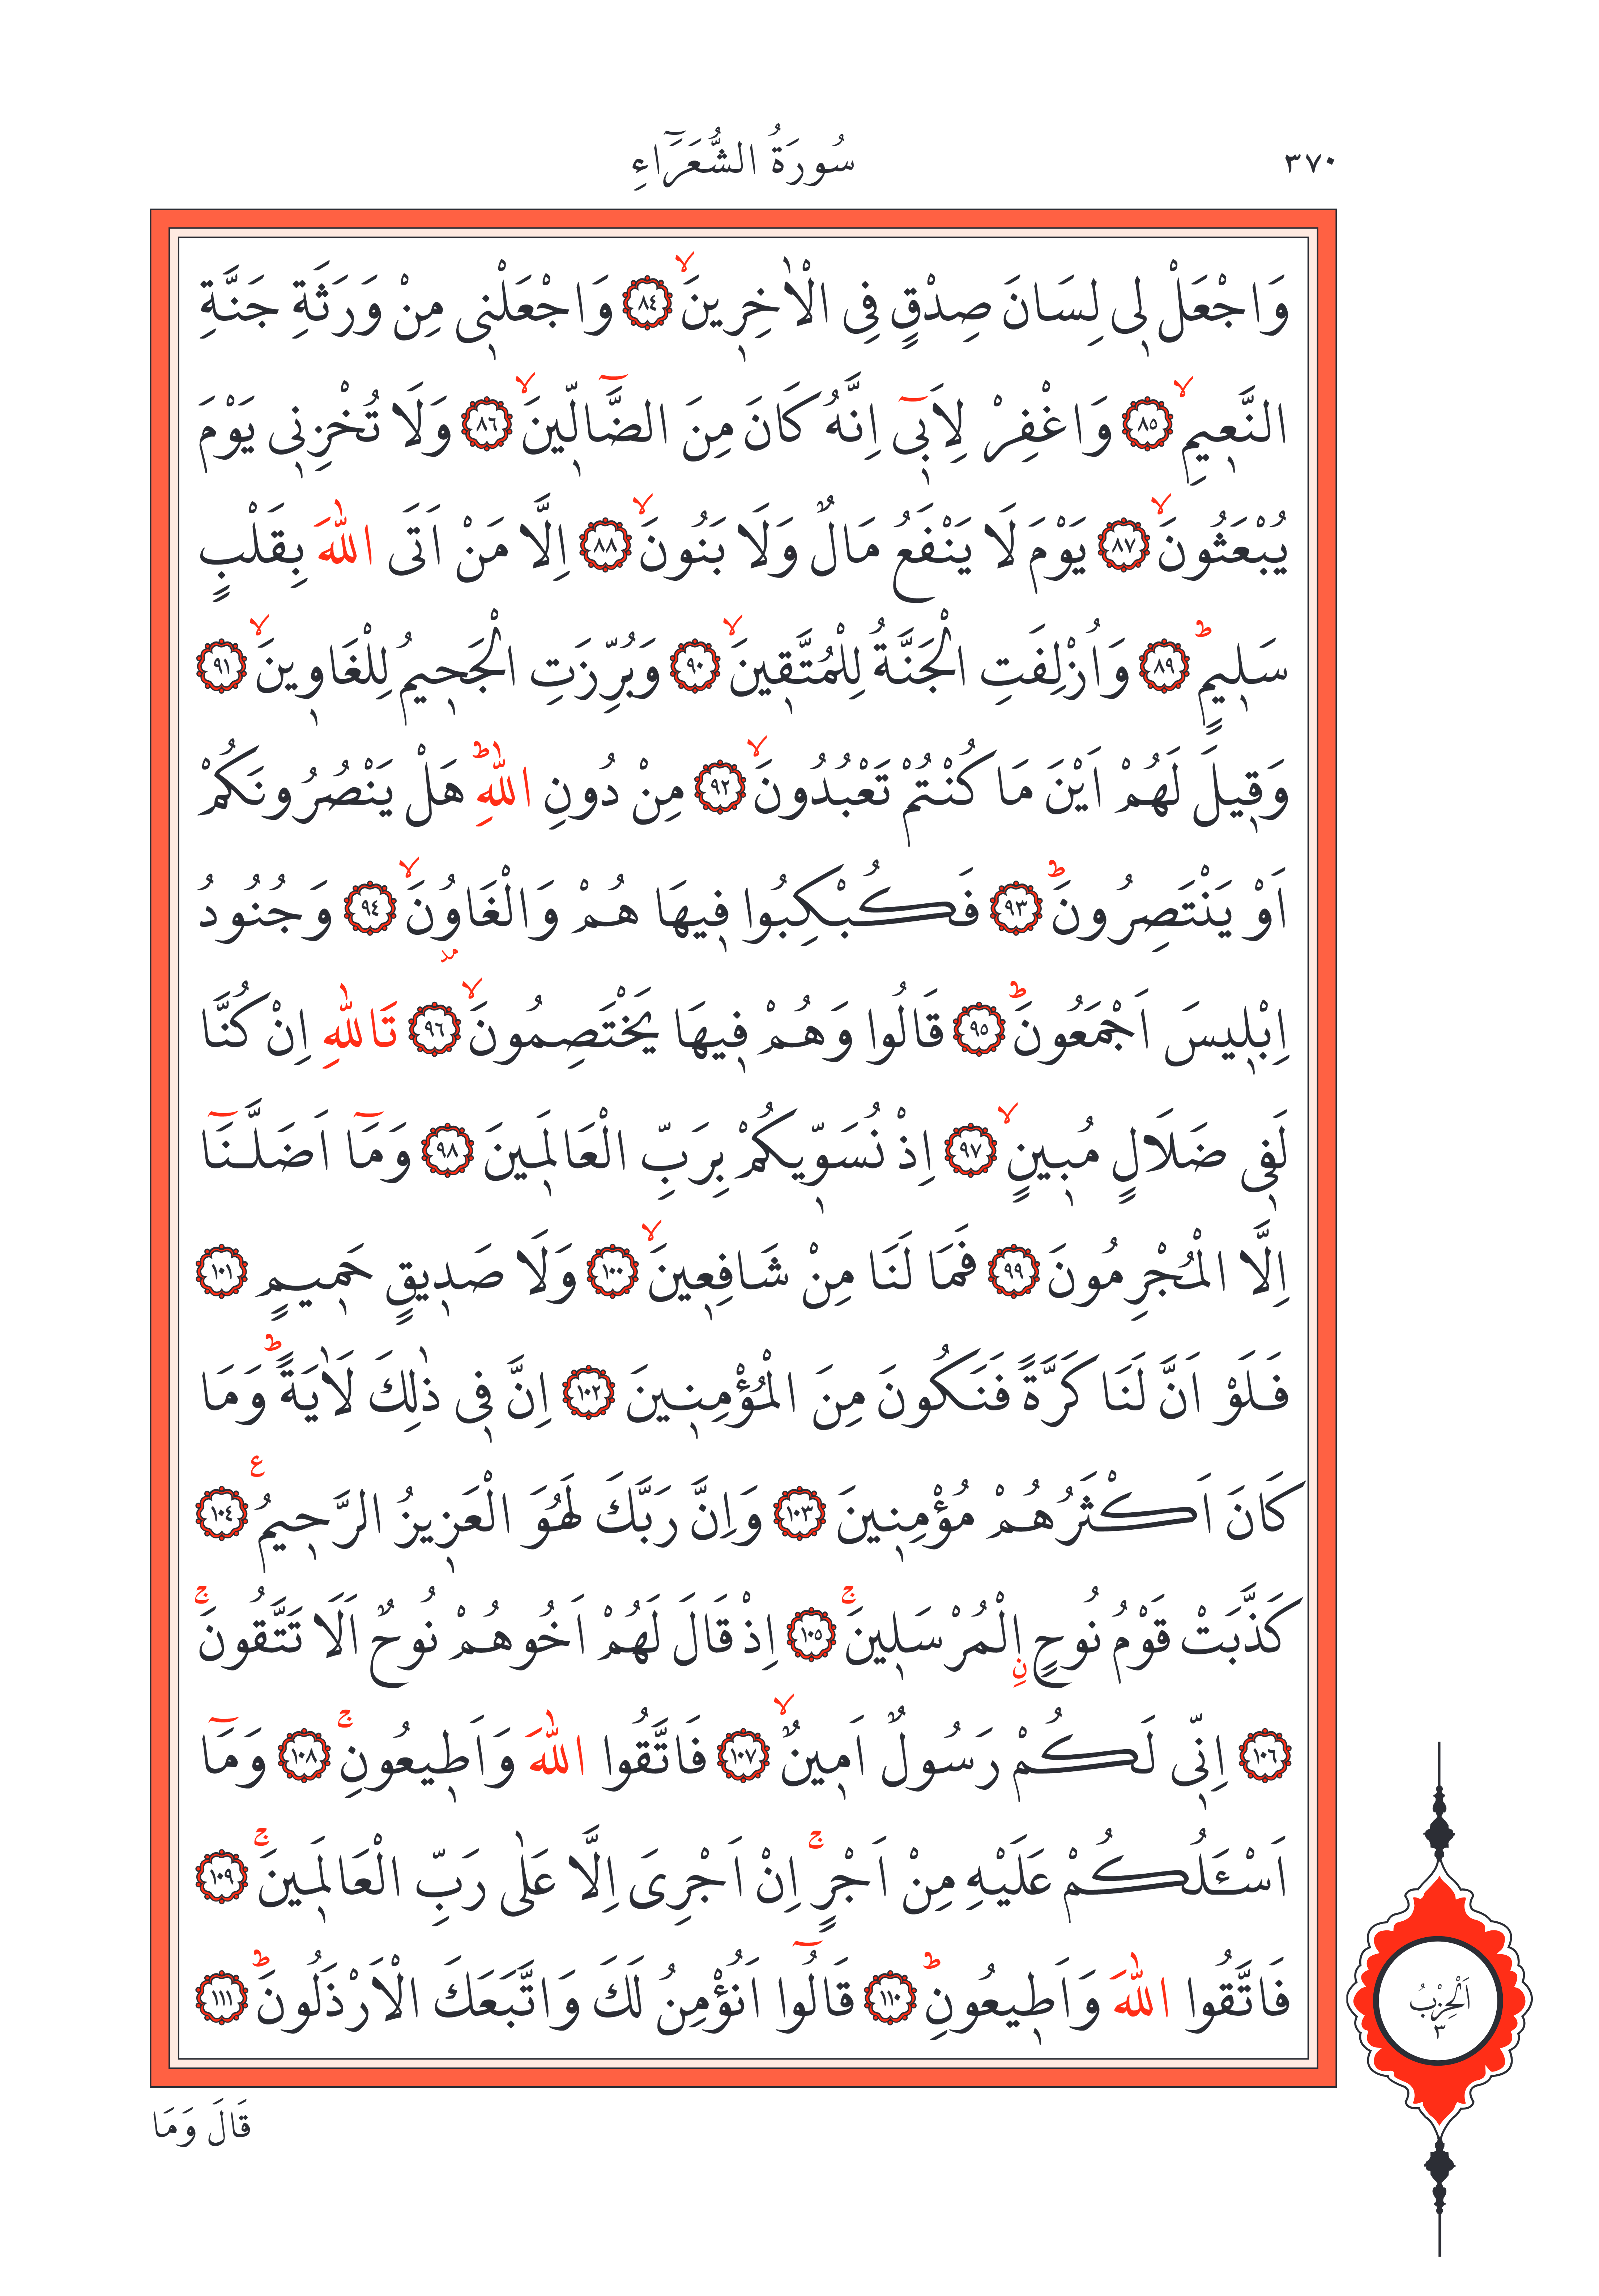 ٣٧٠ سُورَةُ الشُّعَرَٓاءِ
وَاجْعَلْ ل۪ي لِسَانَ صِدْقٍ فِي الْاٰخِر۪ينَۙ ﴿٨٤﴾ وَاجْعَلْن۪ي مِنْ وَرَثَةِ جَنَّةِ
النَّع۪يمِۙ ﴿٨٥﴾ وَاغْفِرْ لِاَب۪ٓي اِنَّهُ كَانَ مِنَ الضَّٓالّ۪ينَۙ ﴿٨٦﴾ وَلَا تُخْزِن۪ي يَوْمَ
يُبْعَثُونَۙ ﴿٨٧﴾ يَوْمَ لَا يَنْفَعُ مَالٌ وَلَا بَنُونَۙ ﴿٨٨﴾ اِلَّا مَنْ اَتَى اللّٰهَ بِقَلْبٍ
سَل۪يمٍۜ ﴿٨٩﴾ وَاُزْلِفَتِ الْجَنَّةُ لِلْمُتَّق۪ينَۙ ﴿٩٠﴾ وَبُرِّزَتِ الْجَح۪يمُ لِلْغَاو۪ينَۙ ﴿٩١﴾
وَق۪يلَ لَهُمْ اَيْنَ مَا كُنْتُمْ تَعْبُدُونَۙ ﴿٩٢﴾ مِنْ دُونِ اللّٰهِۜ هَلْ يَنْصُرُونَكُمْ
اَوْ يَنْتَصِرُونَۜ ﴿٩٣﴾ فَكُبْكِبُوا ف۪يهَا هُمْ وَالْغَاوُ۫نَۙ ﴿٩٤﴾ وَجُنُودُ
اِبْل۪يسَ اَجْمَعُونَۜ ﴿٩٥﴾ قَالُوا وَهُمْ ف۪يهَا يَخْتَصِمُونَۙ ﴿٩٦﴾ تَاللّٰهِ اِنْ كُنَّا
لَف۪ي ضَلَالٍ مُب۪ينٍۙ ﴿٩٧﴾ اِذْ نُسَوّ۪يكُمْ بِرَبِّ الْعَالَم۪ينَ ﴿٩٨﴾ وَمَٓا اَضَلَّنَٓا
اِلَّا الْمُجْرِمُونَ ﴿٩٩﴾ فَمَا لَنَا مِنْ شَافِع۪ينَۙ ﴿١٠٠﴾ وَلَا صَد۪يقٍ حَم۪يمٍ ﴿١٠١﴾
فَلَوْ اَنَّ لَنَا كَرَّةً فَنَكُونَ مِنَ الْمُؤْمِن۪ينَ ﴿١٠٢﴾ اِنَّ ف۪ي ذٰلِكَ لَاٰيَةًۜ وَمَا
كَانَ اَكْثَرُهُمْ مُؤْمِن۪ينَ ﴿١٠٣﴾ وَاِنَّ رَبَّكَ لَهُوَ الْعَز۪يزُ الرَّح۪يمُ۟ ﴿١٠٤﴾
كَذَّبَتْ قَوْمُ نُوحٍۨ الْمُرْسَل۪ينَۚ ﴿١٠٥﴾ اِذْ قَالَ لَهُمْ اَخُوهُمْ نُوحٌ اَلَا تَتَّقُونَۚ
﴿١٠٦﴾ اِنّ۪ي لَكُمْ رَسُولٌ اَم۪ينٌۙ ﴿١٠٧﴾ فَاتَّقُوا اللّٰهَ وَاَط۪يعُونِۚ ﴿١٠٨﴾ وَمَٓا
اَسْـَٔلُكُمْ عَلَيْهِ مِنْ اَجْرٍۚ اِنْ اَجْرِيَ اِلَّا عَلٰى رَبِّ الْعَالَم۪ينَۚ ﴿١٠٩﴾
فَاتَّقُوا اللّٰهَ وَاَط۪يعُونِۜ ﴿١١٠﴾ قَالُٓوا اَنُؤْمِنُ لَكَ وَاتَّبَعَكَ الْاَرْذَلُونَۜ ﴿١١١﴾
اَلْحِزْبُ
٣
قَالَ وَمَا